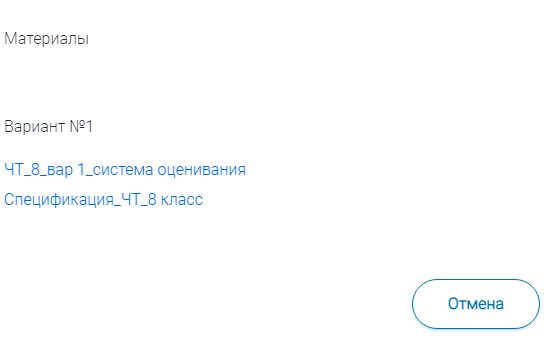 Материалы
Вариант №1
ЧТ_8_вар 1_система оценивания
Спецификация_ЧТ_8 класс
Отмена